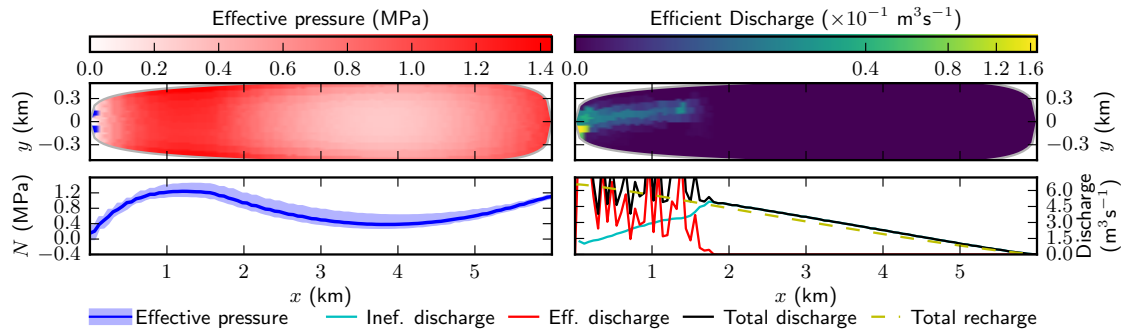 Effective pressure (MPa)
Efficient Discharge (×10⁻¹ m³s⁻¹)
0.0 0.2 0.4 0.6 0.8 1.0 1.2 1.4
0.0 0.4 0.8 1.2 1.6
y (km)
0.3
0
−0.3
0.3
0
−0.3
y (km)
N (MPa)
1.2
0.8
0.4
0.0
−0.4
6.0
4.5
3.0
1.5
0.0
Discharge
(m³s⁻¹)
1 2 3 4 5
x (km)
1 2 3 4 5
x (km)
Effective pressure
Inef. discharge
Eff. discharge
Total discharge
Total recharge